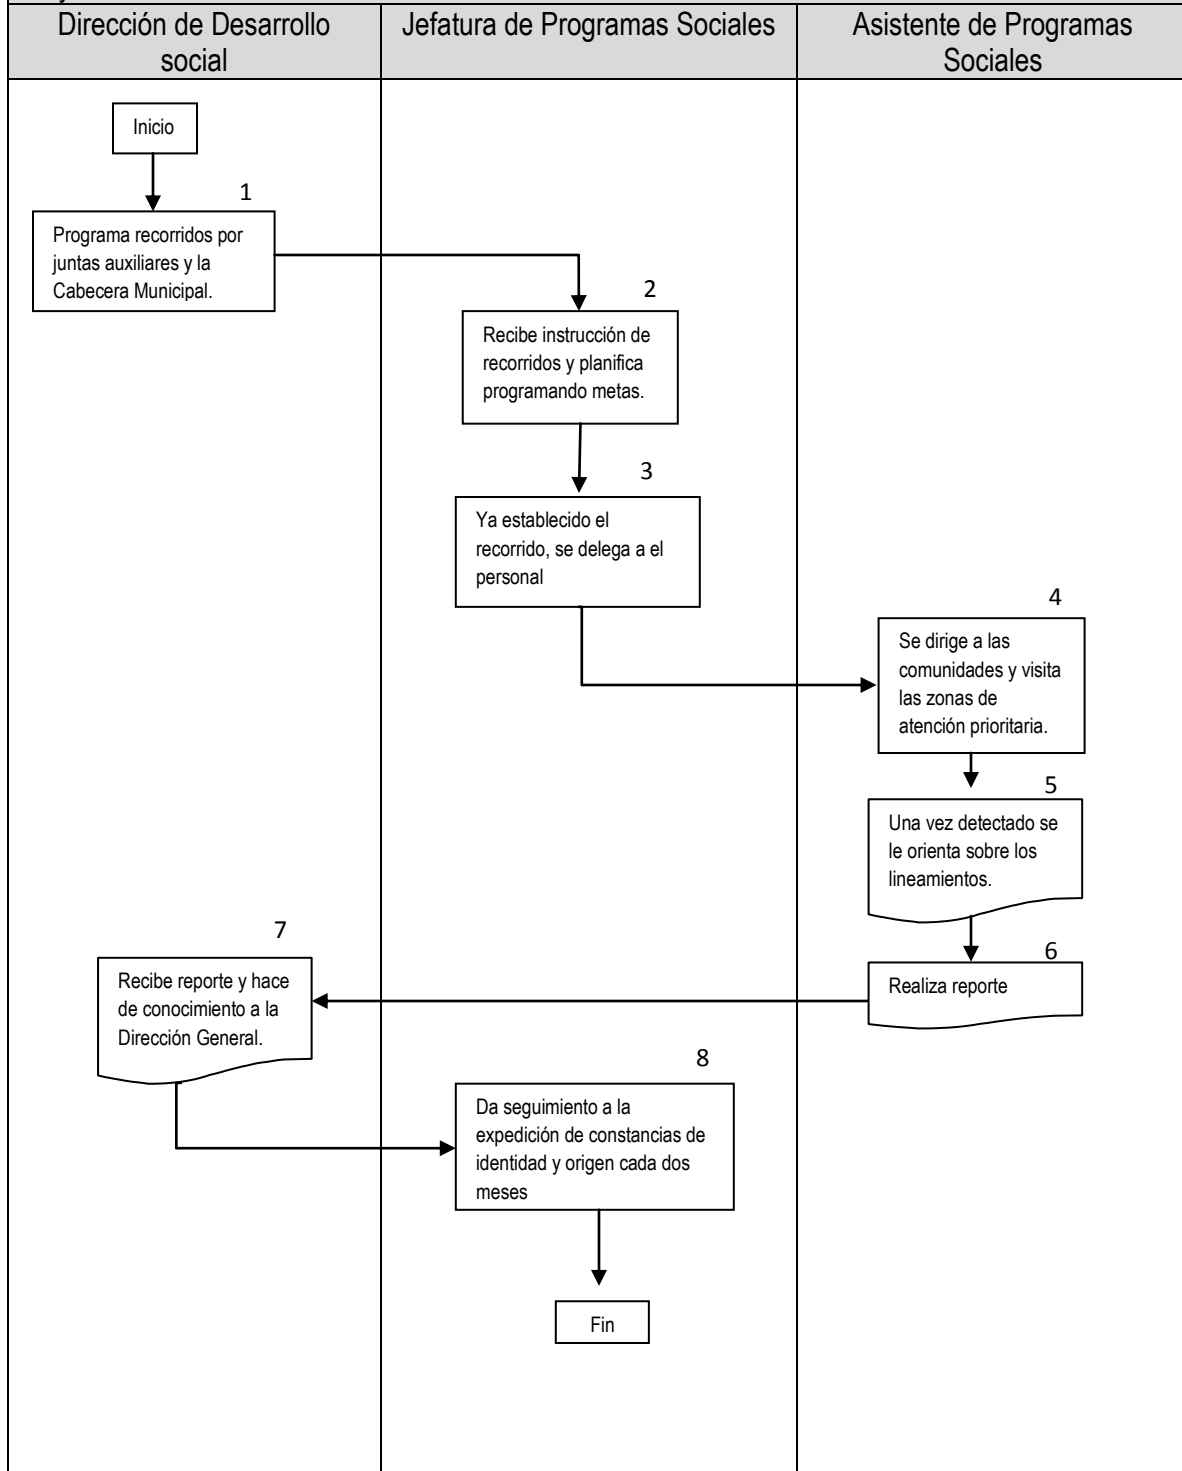 Dirección de Desarrollo
social
Jefatura de Programas Sociales
Asistente de Programas
Sociales
Inicio
1
Programa recorridos por
juntas auxiliares y la
Cabecera Municipal.
2
Recibe instrucción de
recorridos y planifica
programando metas.
3
Ya establecido el
recorrido, se delega a el
personal
4
Se dirige a las
comunidades y visita
las zonas de
atención prioritaria.
5
Una vez detectado se
le orienta sobre los
lineamientos.
6
Realiza reporte
7
Recibe reporte y hace
de conocimiento a la
Dirección General.
8
Da seguimiento a la
expedición de constancias de
identidad y origen cada dos
meses
Fin